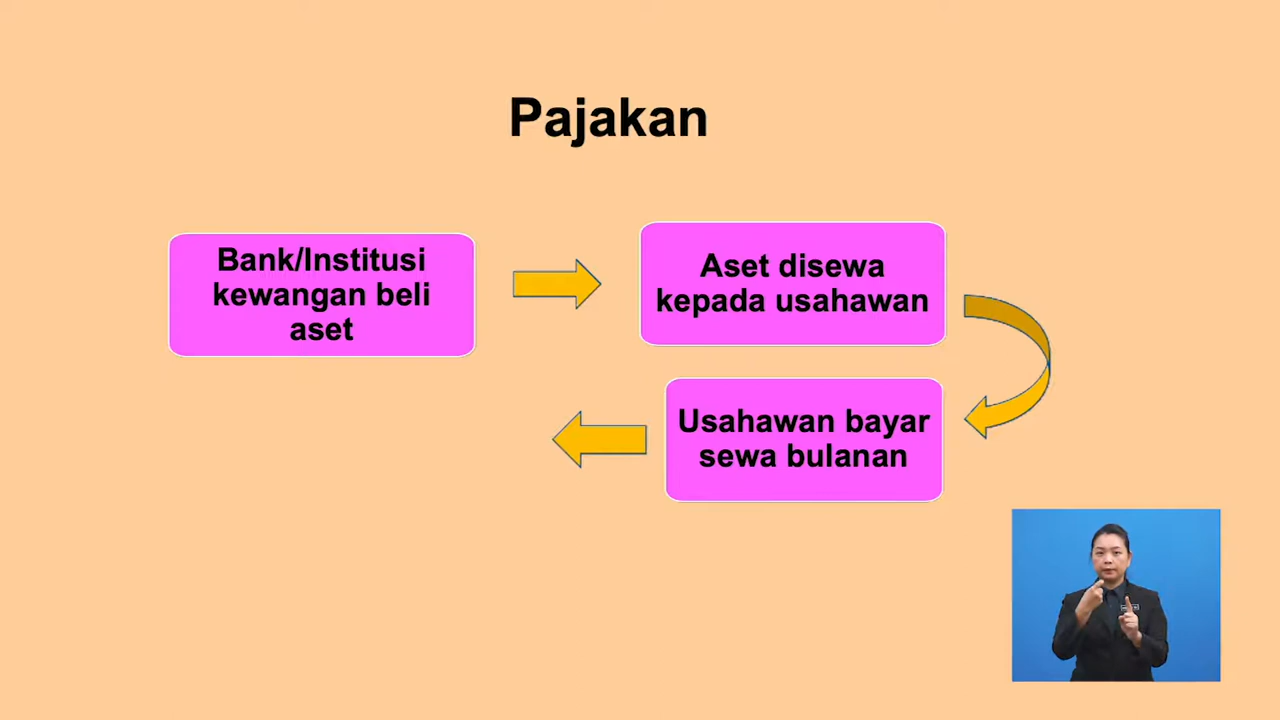 Pajakan
Bank/Institusi
kewangan beli
aset
Aset disewa
kepada usahawan
Usahawan bayar
sewa bulanan